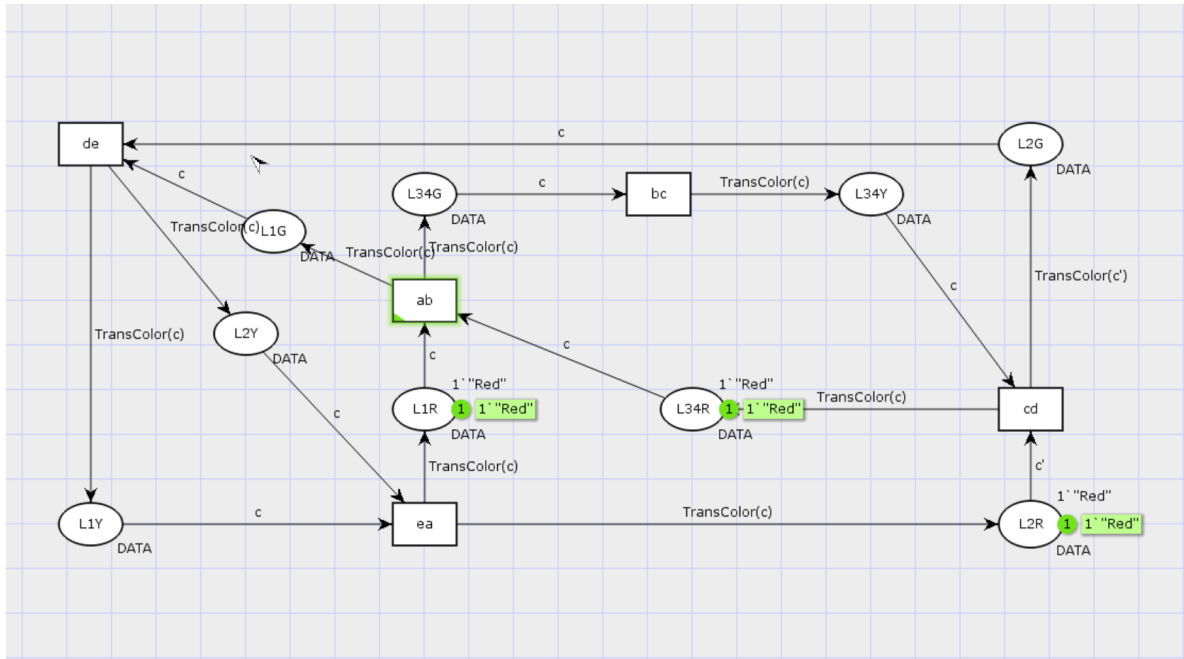 c
de
L2G
DATA
c
L34G
c
bc
TransColor(c)
L34Y
DATA
DATA
TransColor(c)
L1G
DATA
TransColor(c)
TransColor(c)
TransColor(c')
c
ab
TransColor(c)
L2Y
DATA
c
c
1`"Red"
L1R
1
1`"Red"
DATA
1`"Red"
L34R
1
1`"Red"
DATA
TransColor(c)
cd
c
TransColor(c)
c'
1`"Red"
L1Y
DATA
c
ea
TransColor(c)
L2R
1
1`"Red"
DATA